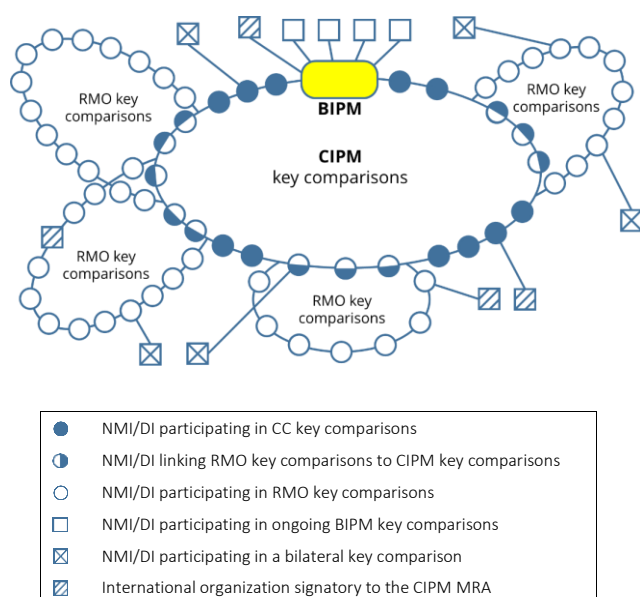 RMO key
comparisons
RMO key
comparisons
BIPM
CIPM
key comparisons
RMO key
comparisons
RMO key
comparisons
NMI/DI participating in CC key comparisons
NMI/DI linking RMO key comparisons to CIPM key comparisons
NMI/DI participating in RMO key comparisons
NMI/DI participating in ongoing BIPM key comparisons
NMI/DI participating in a bilateral key comparison
International organization signatory to the CIPM MRA